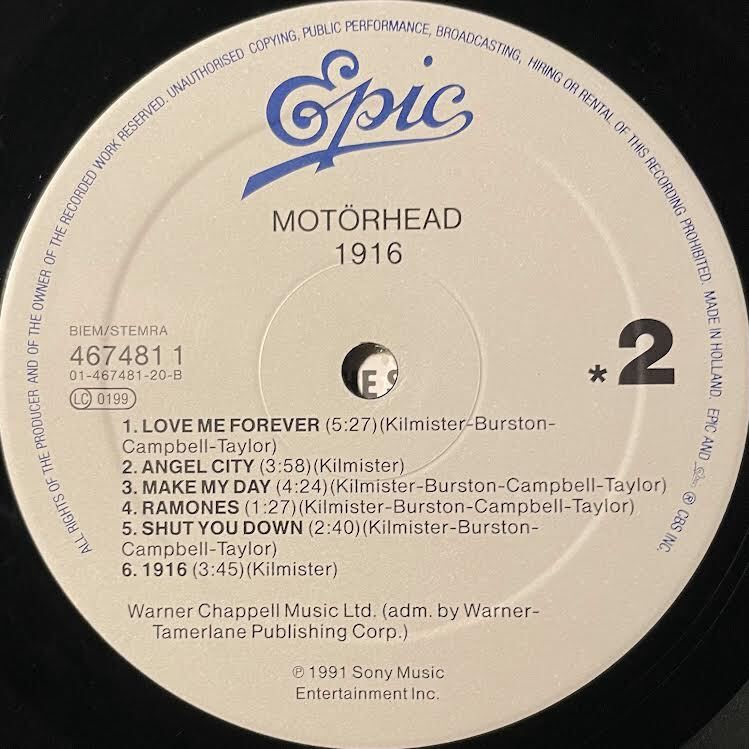 ALL RIGHTS OF THE PRODUCER AND OF THE OWNER OF THE RECORDED WORK RESERVED. UNAUTHORISED COPYING, PUBLIC PERFORMANCE, BROADCASTING, HIRING OR RENTAL OF THIS RECORDING PROHIBITED. MADE IN HOLLAND. EPIC AND ® CBS INC.
Epic
MOTÖRHEAD
1916
BIEM/STEMRA
467481 1
01-467481-20-B
LC 0199
*2
1. LOVE ME FOREVER (5:27)(Kilmister-Burston-
Campbell-Taylor)
2. ANGEL CITY (3:58)(Kilmister)
3. MAKE MY DAY (4:24)(Kilmister-Burston-Campbell-Taylor)
4. RAMONES (1:27)(Kilmister-Burston-Campbell-Taylor)
5. SHUT YOU DOWN (2:40)(Kilmister-Burston-
Campbell-Taylor)
6. 1916 (3:45)(Kilmister)
Warner Chappell Music Ltd. (adm. by Warner-
Tamerlane Publishing Corp.)
℗ 1991 Sony Music
Entertainment Inc.